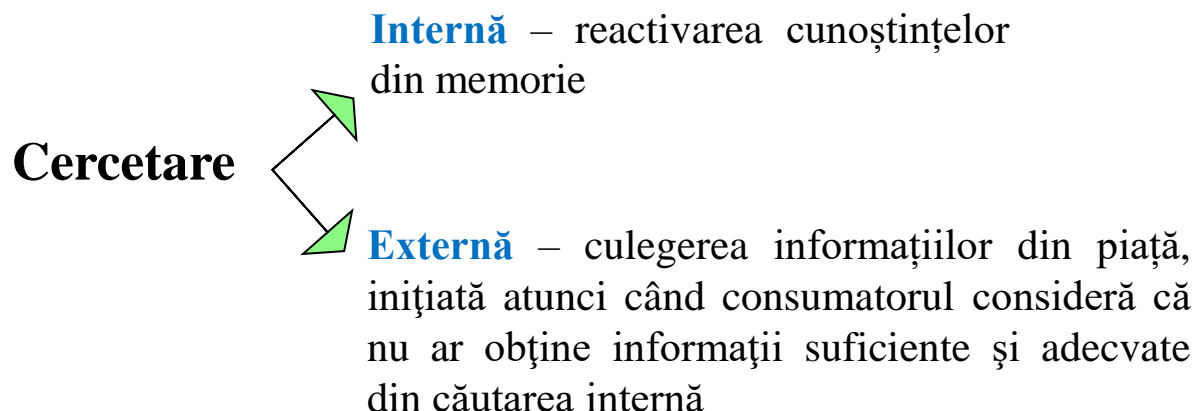 Internă – reactivarea cunoștințelor
din memorie
Cercetare
Externă – culegerea informațiilor din piață,
iniţiată atunci când consumatorul consideră că
nu ar obţine informaţii suficiente şi adecvate
din căutarea internă